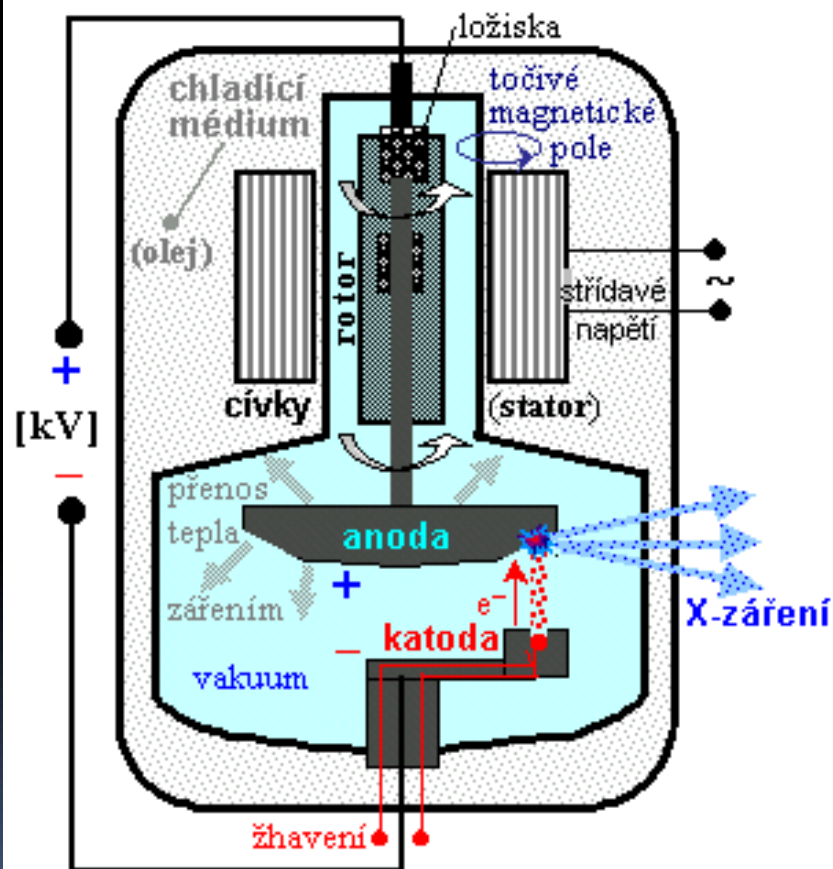 ložiska
chladicí
médium
(olej)
točivé
magnetické
pole
rotor
cívky
(stator)
~
střídavé
napětí
+
[kV]
–
přenos
tepla
zářením
anoda
+
e–
X-záření
–
katoda
vakuum
žhavení